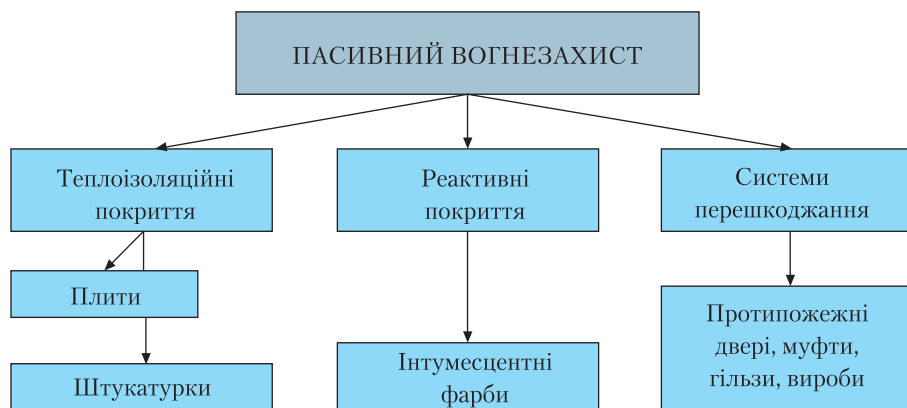 ПАСИВНИЙ ВОГНЕЗАХИСТ
Теплоізоляційні
покриття
Реактивні
покриття
Системи
перешкоджання
Плити
Штукатурки
Інтумесцентні
фарби
Протипожежні
двері, муфти,
гільзи, вироби